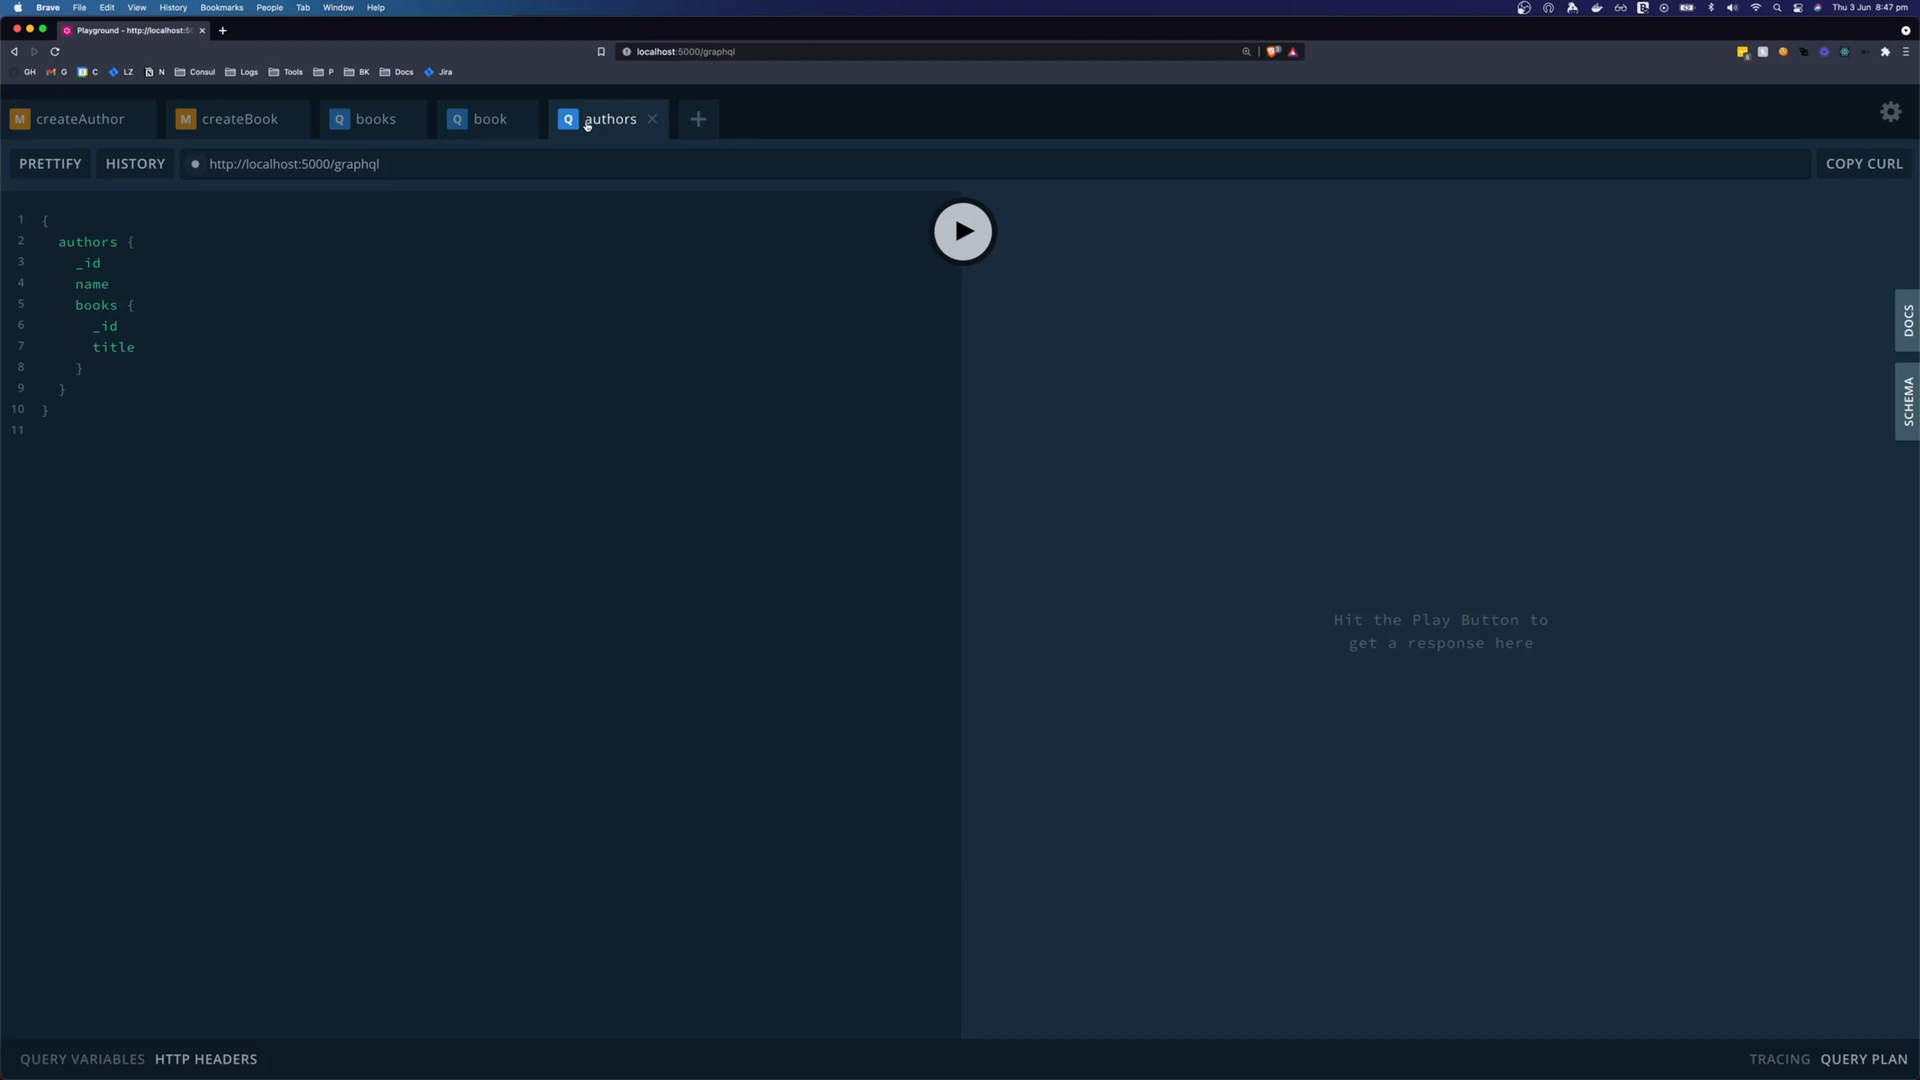 Brave File Edit View History Bookmarks People Tab Window Help Thu 3 Jun 8:47 pm
Playground - http://localhost:50
localhost:5000/graphql
GH G C LZ N Consul Logs Tools P BK Docs Jira
M createAuthor M createBook Q books Q book Q authors
PRETTIFY HISTORY http://localhost:5000/graphql COPY CURL
1 {
2 authors {
3 _id
4 name
5 books {
6 _id
7 title
8 }
9 }
10 }
11
Hit the Play Button to
get a response here
DOCS
SCHEMA
QUERY VARIABLES HTTP HEADERS TRACING QUERY PLAN